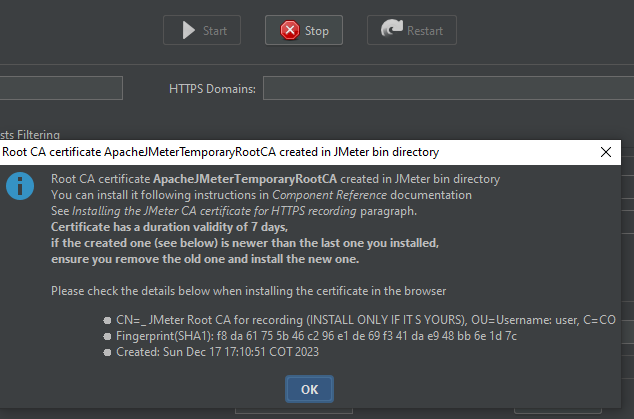 Start
Stop
Restart
HTTPS Domains:
sts Filtering
Root CA certificate ApacheJMeterTemporaryRootCA created in JMeter bin directory
Root CA certificate ApacheJMeterTemporaryRootCA created in JMeter bin directory
You can install it following instructions in Component Reference documentation
See Installing the JMeter CA certificate for HTTPS recording paragraph.
Certificate has a duration validity of 7 days,
if the created one (see below) is newer than the last one you installed,
ensure you remove the old one and install the new one.
Please check the details below when installing the certificate in the browser
CN=_ JMeter Root CA for recording (INSTALL ONLY IF IT S YOURS), OU=Username: user, C=CO
Fingerprint(SHA1): f8 da 61 75 5b 46 c2 96 e1 de 69 f3 41 da e9 48 bb 6e 1d 7c
Created: Sun Dec 17 17:10:51 COT 2023
OK